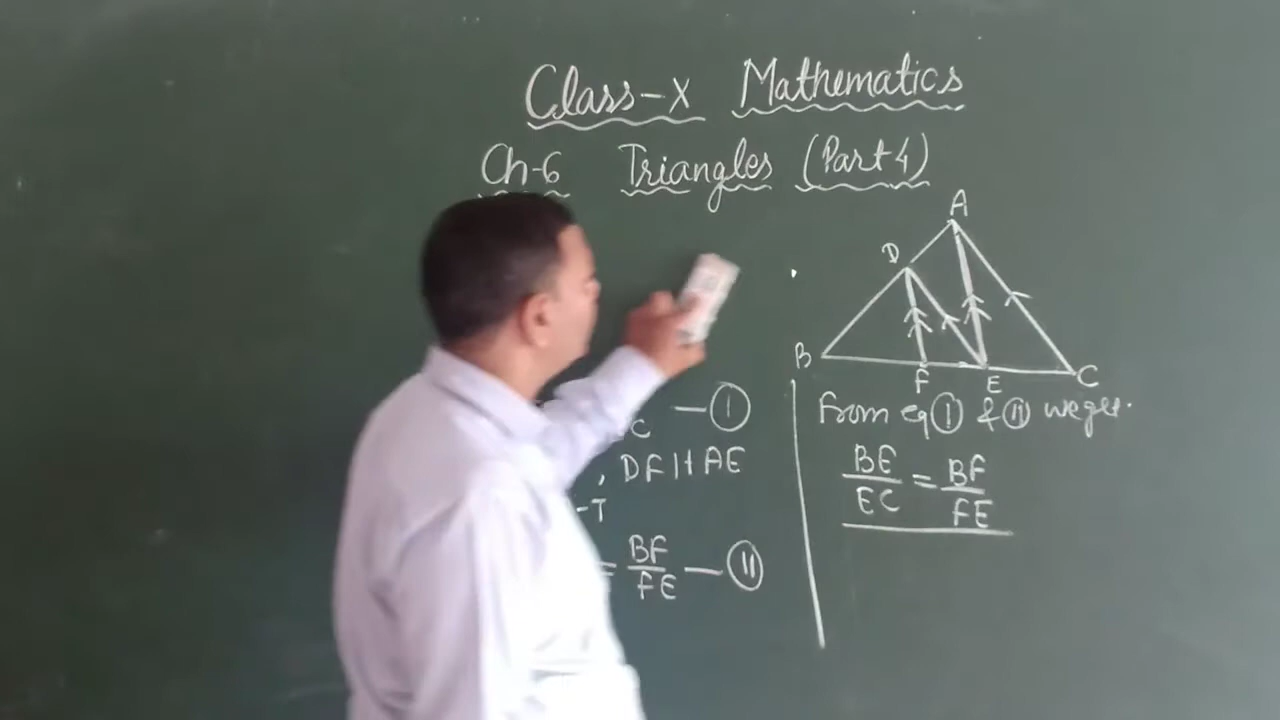 Class-X Mathematics
Ch-6 Triangles (Part 4)
A
D
B
F E C
C — I
, DF || AE
-T
= BF/FE — II
From eq I & II we get.
BE/EC = BF/FE